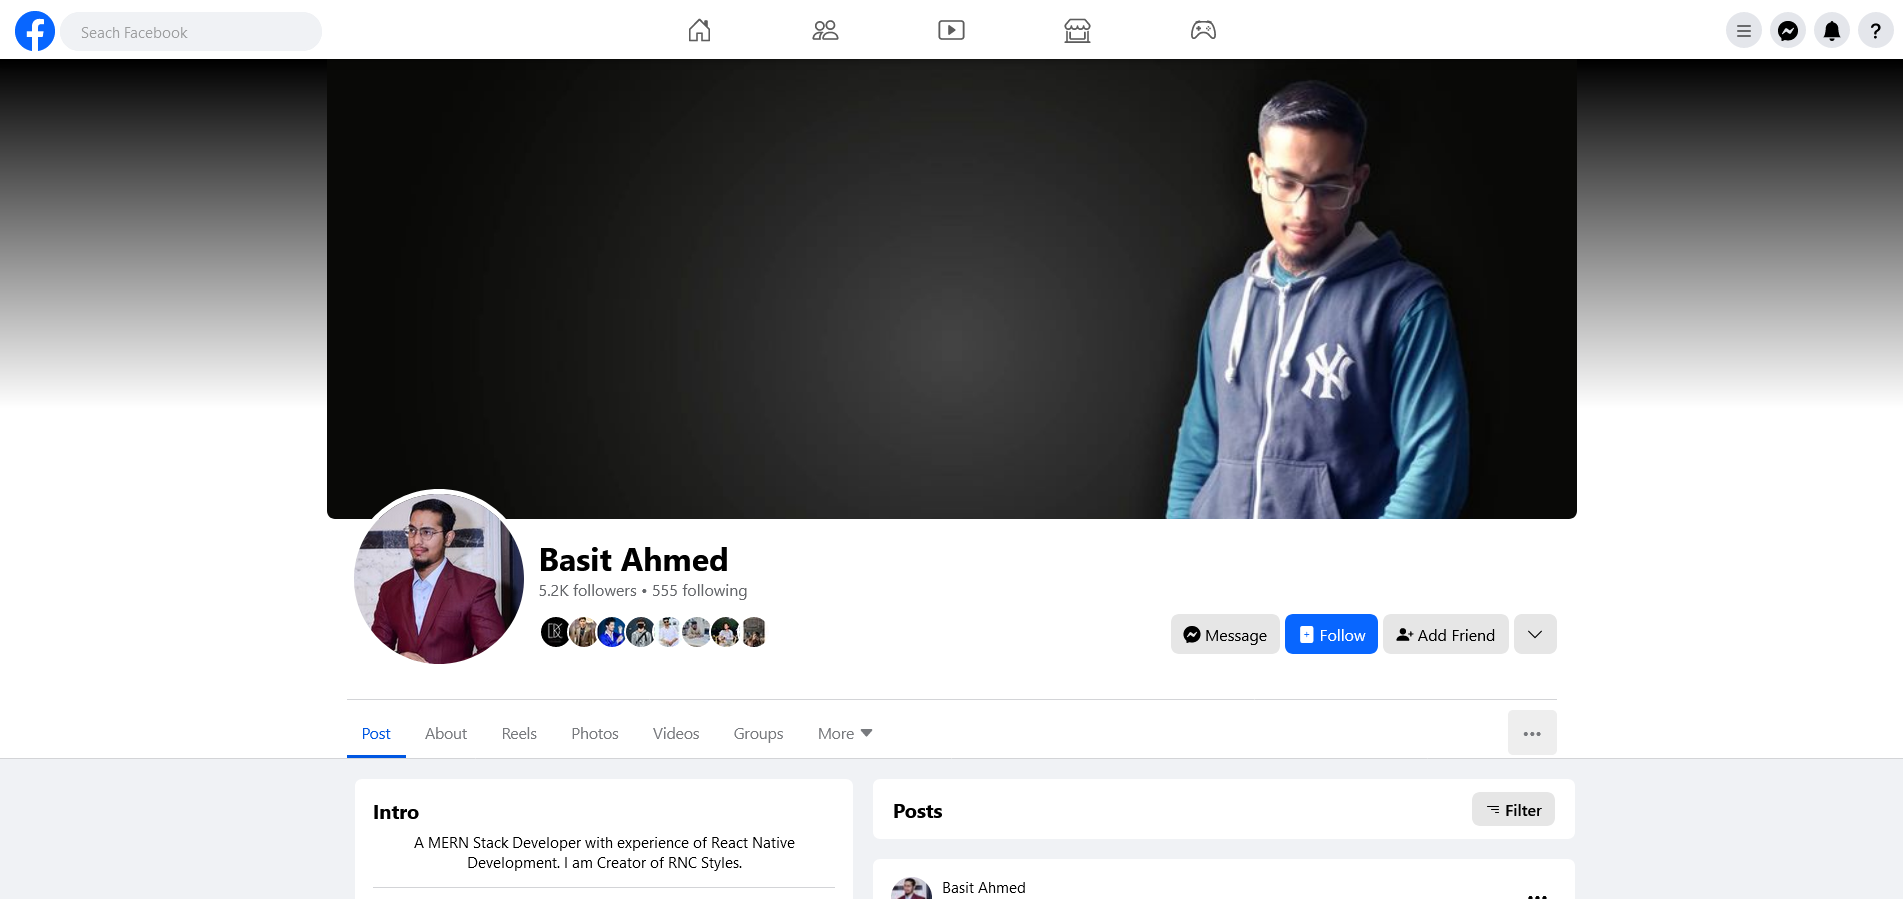 Seach Facebook
NY
Basit Ahmed
5.2K followers • 555 following
Message
Follow
Add Friend
Post
About
Reels
Photos
Videos
Groups
More
Intro
A MERN Stack Developer with experience of React Native
Development. I am Creator of RNC Styles.
Posts
Filter
Basit Ahmed